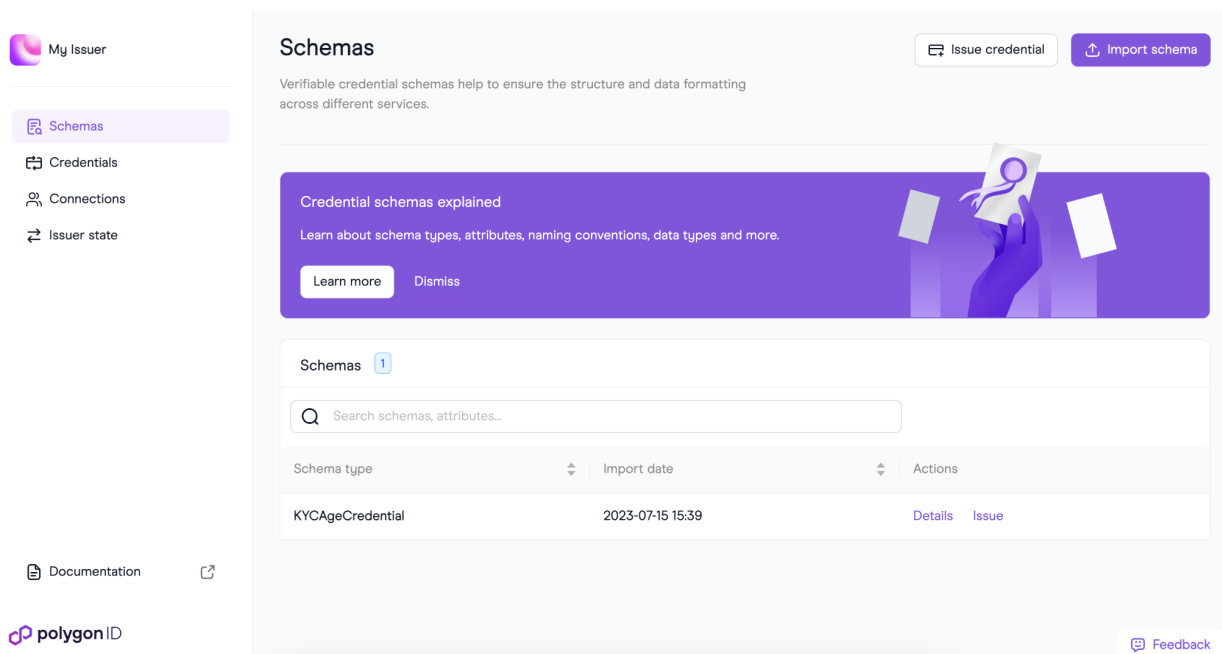 My Issuer
Schemas
Credentials
Connections
Issuer state
Documentation
polygon ID
Schemas
Issue credential
Import schema
Verifiable credential schemas help to ensure the structure and data formatting
across different services.
Credential schemas explained
Learn about schema types, attributes, naming conventions, data types and more.
Learn more
Dismiss
Schemas 1
Search schemas, attributes...
Schema type Import date Actions
KYCAgeCredential 2023-07-15 15:39 Details Issue
Feedback